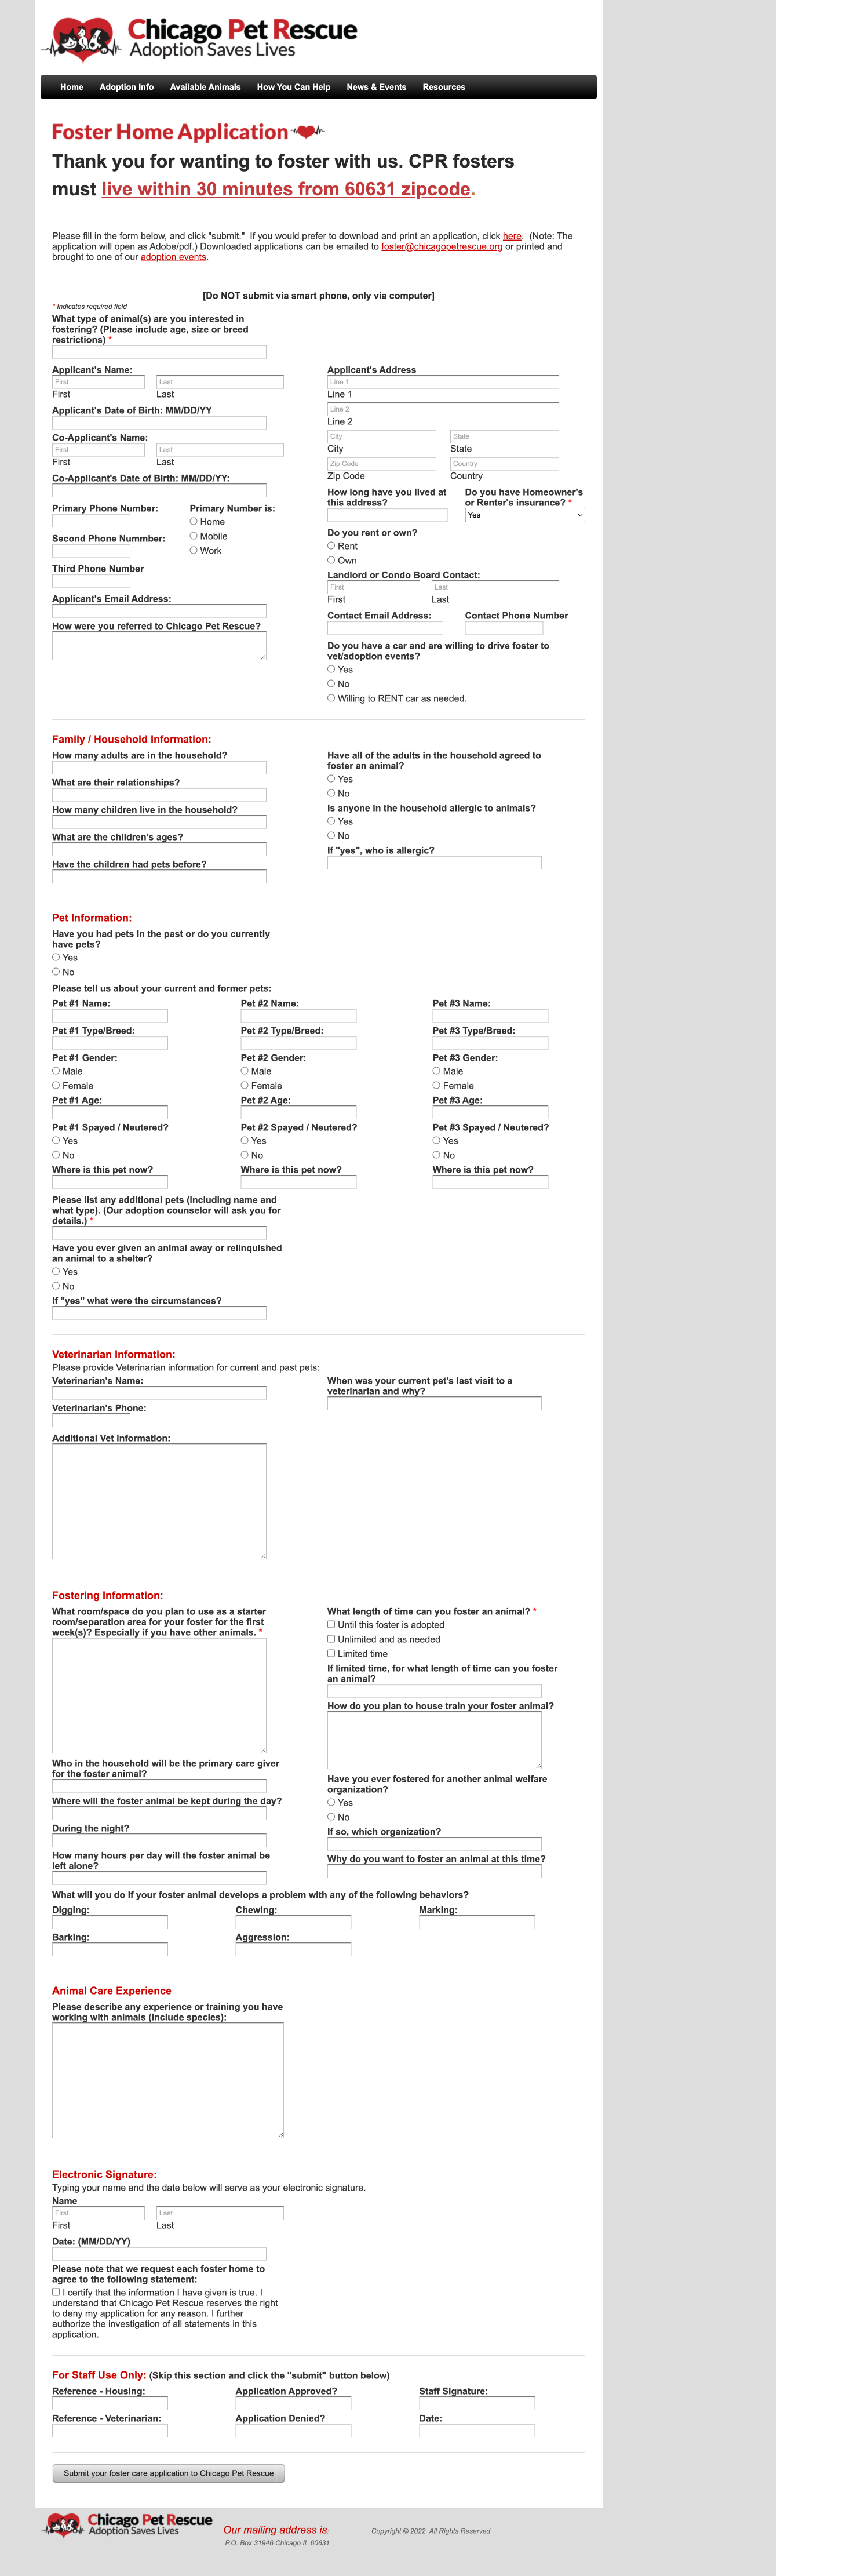 Chicago Pet Rescue
Adoption Saves Lives
Home Adoption Info Available Animals How You Can Help News & Events Resources
Foster Home Application
Thank you for wanting to foster with us. CPR fosters
must live within 30 minutes from 60631 zipcode.
Please fill in the form below, and click "submit." If you would prefer to download and print an application, click here. (Note: The
application will open as Adobe/pdf.) Downloaded applications can be emailed to foster@chicagopetrescue.org or printed and
brought to one of our adoption events.
[Do NOT submit via smart phone, only via computer]
* Indicates required field
What type of animal(s) are you interested in
fostering? (Please include age, size or breed
restrictions) *
Applicant's Name:
First Last
First Last
Applicant's Date of Birth: MM/DD/YY
Co-Applicant's Name:
First Last
First Last
Co-Applicant's Date of Birth: MM/DD/YY:
Primary Phone Number:
Second Phone Nummber:
Third Phone Number
Primary Number is:
Home
Mobile
Work
Applicant's Email Address:
How were you referred to Chicago Pet Rescue?
Applicant's Address
Line 1
Line 1
Line 2
Line 2
City State
City State
Zip Code Country
Zip Code Country
How long have you lived at
this address?
Do you have Homeowner's
or Renter's insurance? *
Yes
Do you rent or own?
Rent
Own
Landlord or Condo Board Contact:
First Last
First Last
Contact Email Address: Contact Phone Number
Do you have a car and are willing to drive foster to
vet/adoption events?
Yes
No
Willing to RENT car as needed.
Family / Household Information:
How many adults are in the household?
What are their relationships?
How many children live in the household?
What are the children's ages?
Have the children had pets before?
Have all of the adults in the household agreed to
foster an animal?
Yes
No
Is anyone in the household allergic to animals?
Yes
No
If "yes", who is allergic?
Pet Information:
Have you had pets in the past or do you currently
have pets?
Yes
No
Please tell us about your current and former pets:
Pet #1 Name: Pet #2 Name: Pet #3 Name:
Pet #1 Type/Breed: Pet #2 Type/Breed: Pet #3 Type/Breed:
Pet #1 Gender: Pet #2 Gender: Pet #3 Gender:
Male Male Male
Female Female Female
Pet #1 Age: Pet #2 Age: Pet #3 Age:
Pet #1 Spayed / Neutered? Pet #2 Spayed / Neutered? Pet #3 Spayed / Neutered?
Yes Yes Yes
No No No
Where is this pet now? Where is this pet now? Where is this pet now?
Please list any additional pets (including name and
what type). (Our adoption counselor will ask you for
details.) *
Have you ever given an animal away or relinquished
an animal to a shelter?
Yes
No
If "yes" what were the circumstances?
Veterinarian Information:
Please provide Veterinarian information for current and past pets:
Veterinarian's Name:
Veterinarian's Phone:
Additional Vet information:
When was your current pet's last visit to a
veterinarian and why?
Fostering Information:
What room/space do you plan to use as a starter
room/separation area for your foster for the first
week(s)? Especially if you have other animals. *
Who in the household will be the primary care giver
for the foster animal?
Where will the foster animal be kept during the day?
During the night?
How many hours per day will the foster animal be
left alone?
What length of time can you foster an animal? *
Until this foster is adopted
Unlimited and as needed
Limited time
If limited time, for what length of time can you foster
an animal?
How do you plan to house train your foster animal?
Have you ever fostered for another animal welfare
organization?
Yes
No
If so, which organization?
Why do you want to foster an animal at this time?
What will you do if your foster animal develops a problem with any of the following behaviors?
Digging: Chewing: Marking:
Barking: Aggression:
Animal Care Experience
Please describe any experience or training you have
working with animals (include species):
Electronic Signature:
Typing your name and the date below will serve as your electronic signature.
Name
First Last
First Last
Date: (MM/DD/YY)
Please note that we request each foster home to
agree to the following statement:
I certify that the information I have given is true. I
understand that Chicago Pet Rescue reserves the right
to deny my application for any reason. I further
authorize the investigation of all statements in this
application.
For Staff Use Only: (Skip this section and click the "submit" button below)
Reference - Housing: Application Approved? Staff Signature:
Reference - Veterinarian: Application Denied? Date:
Submit your foster care application to Chicago Pet Rescue
Chicago Pet Rescue
Adoption Saves Lives
Our mailing address is:
P.O. Box 31946 Chicago IL 60631
Copyright © 2022 All Rights Reserved